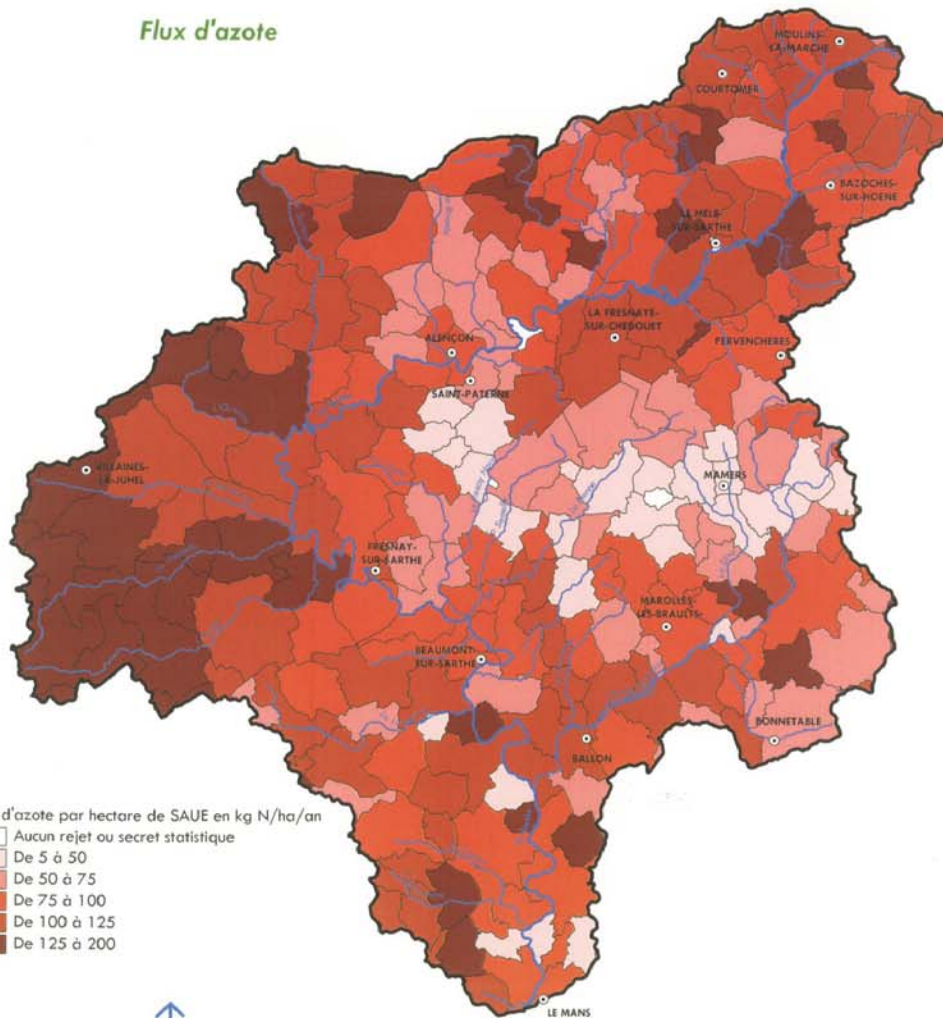 Flux d'azote
MOULINS-
LA-MARCHE
COURTOMER
BAZOCHES-
SUR-HOENE
LE MELE-
SUR-SARTHE
LA FRESNAYE-
SUR-CHEDOUET
ALENÇON
PERVENCHERES
SAINT-PATERNE
VILLAINES-
LA-JUHEL
MAMERS
FRESNAY-
SUR-SARTHE
MAROLLES-
LES-BRAULTS
BEAUMONT-
SUR-SARTHE
BONNETABLE
BALLON
d'azote par hectare de SAUE en kg N/ha/an
Aucun rejet ou secret statistique
De 5 à 50
De 50 à 75
De 75 à 100
De 100 à 125
De 125 à 200
LE MANS